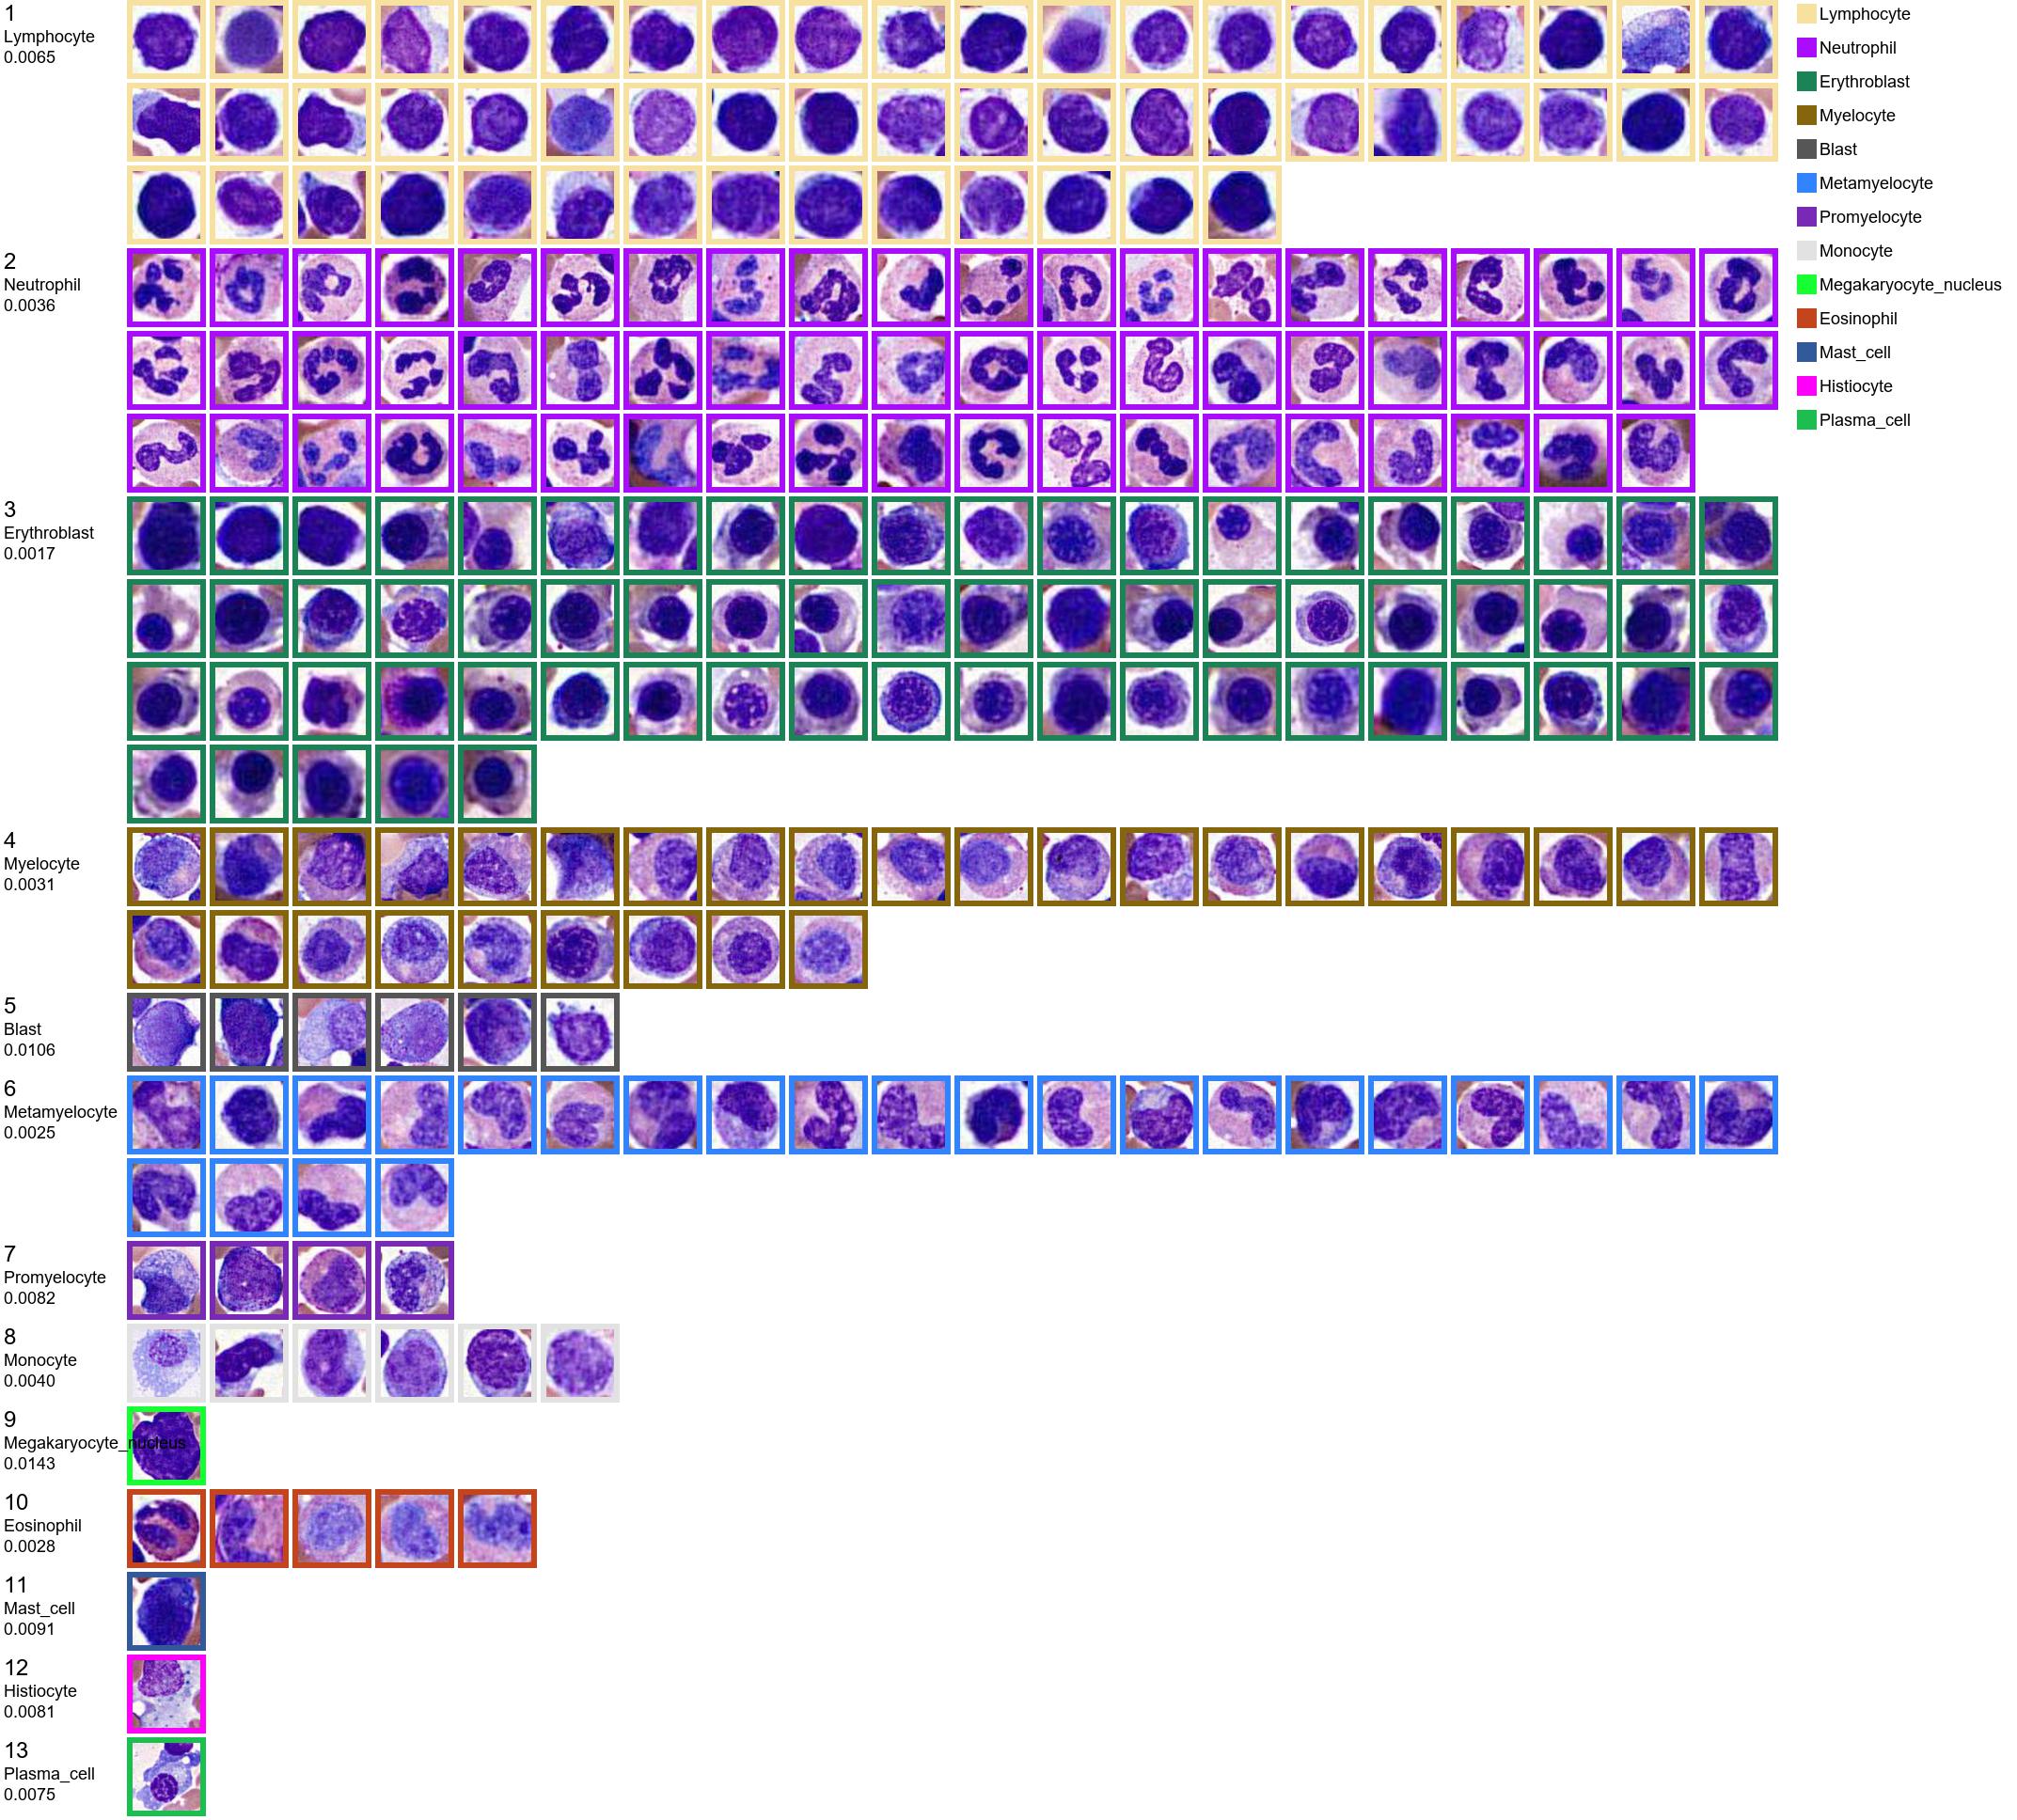 1
Lymphocyte
0.0065
2
Neutrophil
0.0036
3
Erythroblast
0.0017
4
Myelocyte
0.0031
5
Blast
0.0106
6
Metamyelocyte
0.0025
7
Promyelocyte
0.0082
8
Monocyte
0.0040
9
Megakaryocyte_nucleus
0.0143
10
Eosinophil
0.0028
11
Mast_cell
0.0091
12
Histiocyte
0.0081
13
Plasma_cell
0.0075
Lymphocyte
Neutrophil
Erythroblast
Myelocyte
Blast
Metamyelocyte
Promyelocyte
Monocyte
Megakaryocyte_nucleus
Eosinophil
Mast_cell
Histiocyte
Plasma_cell